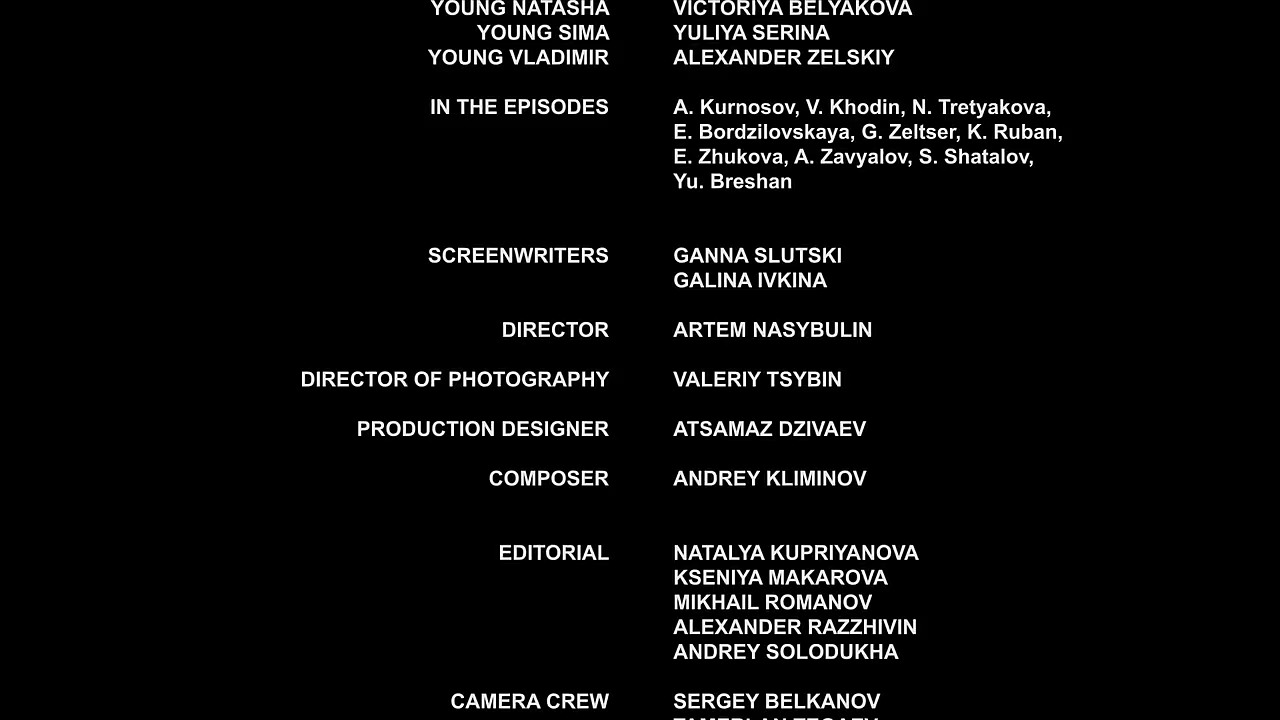 YOUNG NATASHA VICTORIYA BELYAKOVA
YOUNG SIMA YULIYA SERINA
YOUNG VLADIMIR ALEXANDER ZELSKIY
IN THE EPISODES A. Kurnosov, V. Khodin, N. Tretyakova,
E. Bordzilovskaya, G. Zeltser, K. Ruban,
E. Zhukova, A. Zavyalov, S. Shatalov,
Yu. Breshan
SCREENWRITERS GANNA SLUTSKI
GALINA IVKINA
DIRECTOR ARTEM NASYBULIN
DIRECTOR OF PHOTOGRAPHY VALERIY TSYBIN
PRODUCTION DESIGNER ATSAMAZ DZIVAEV
COMPOSER ANDREY KLIMINOV
EDITORIAL NATALYA KUPRIYANOVA
KSENIYA MAKAROVA
MIKHAIL ROMANOV
ALEXANDER RAZZHIVIN
ANDREY SOLODUKHA
CAMERA CREW SERGEY BELKANOV